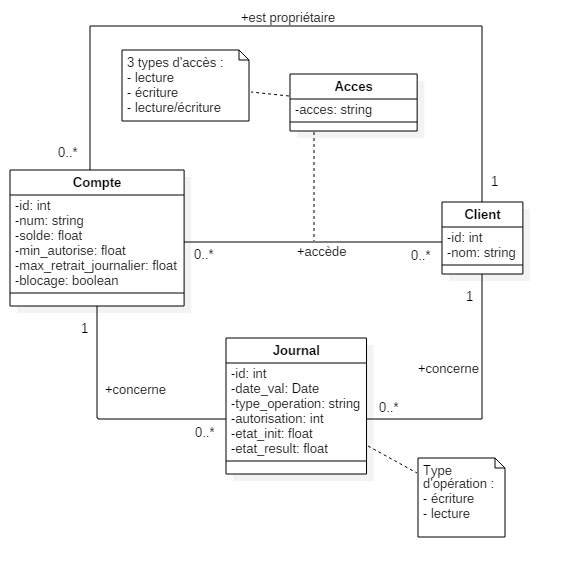 +est propriétaire
3 types d'accès :
- lecture
- écriture
- lecture/écriture
Acces
-acces: string
0..*
1
Compte
-id: int
-num: string
-solde: float
-min_autorise: float
-max_retrait_journalier: float
-blocage: boolean
Client
-id: int
-nom: string
0..*
+accède
0..*
1
1
Journal
-id: int
-date_val: Date
-type_operation: string
-autorisation: int
-etat_init: float
-etat_result: float
+concerne
+concerne
0..*
0..*
Type
d'opération :
- écriture
- lecture